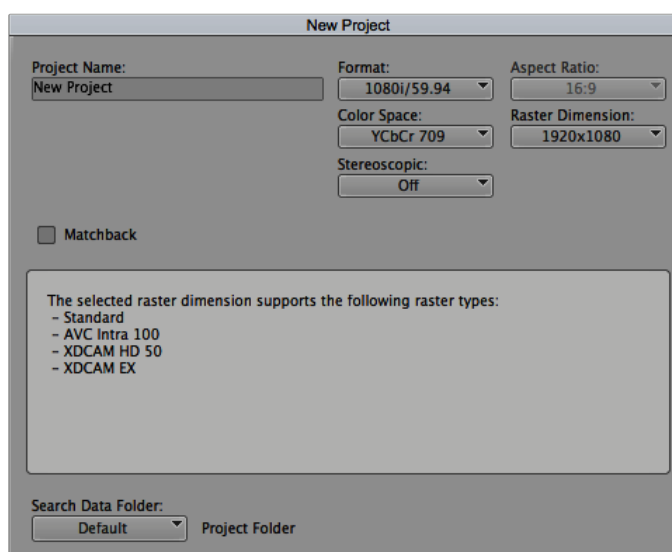 New Project
Project Name:
New Project
Format:
1080i/59.94
Aspect Ratio:
16:9
Color Space:
YCbCr 709
Raster Dimension:
1920x1080
Stereoscopic:
Off
Matchback
The selected raster dimension supports the following raster types:
- Standard
- AVC Intra 100
- XDCAM HD 50
- XDCAM EX
Search Data Folder:
Default
Project Folder